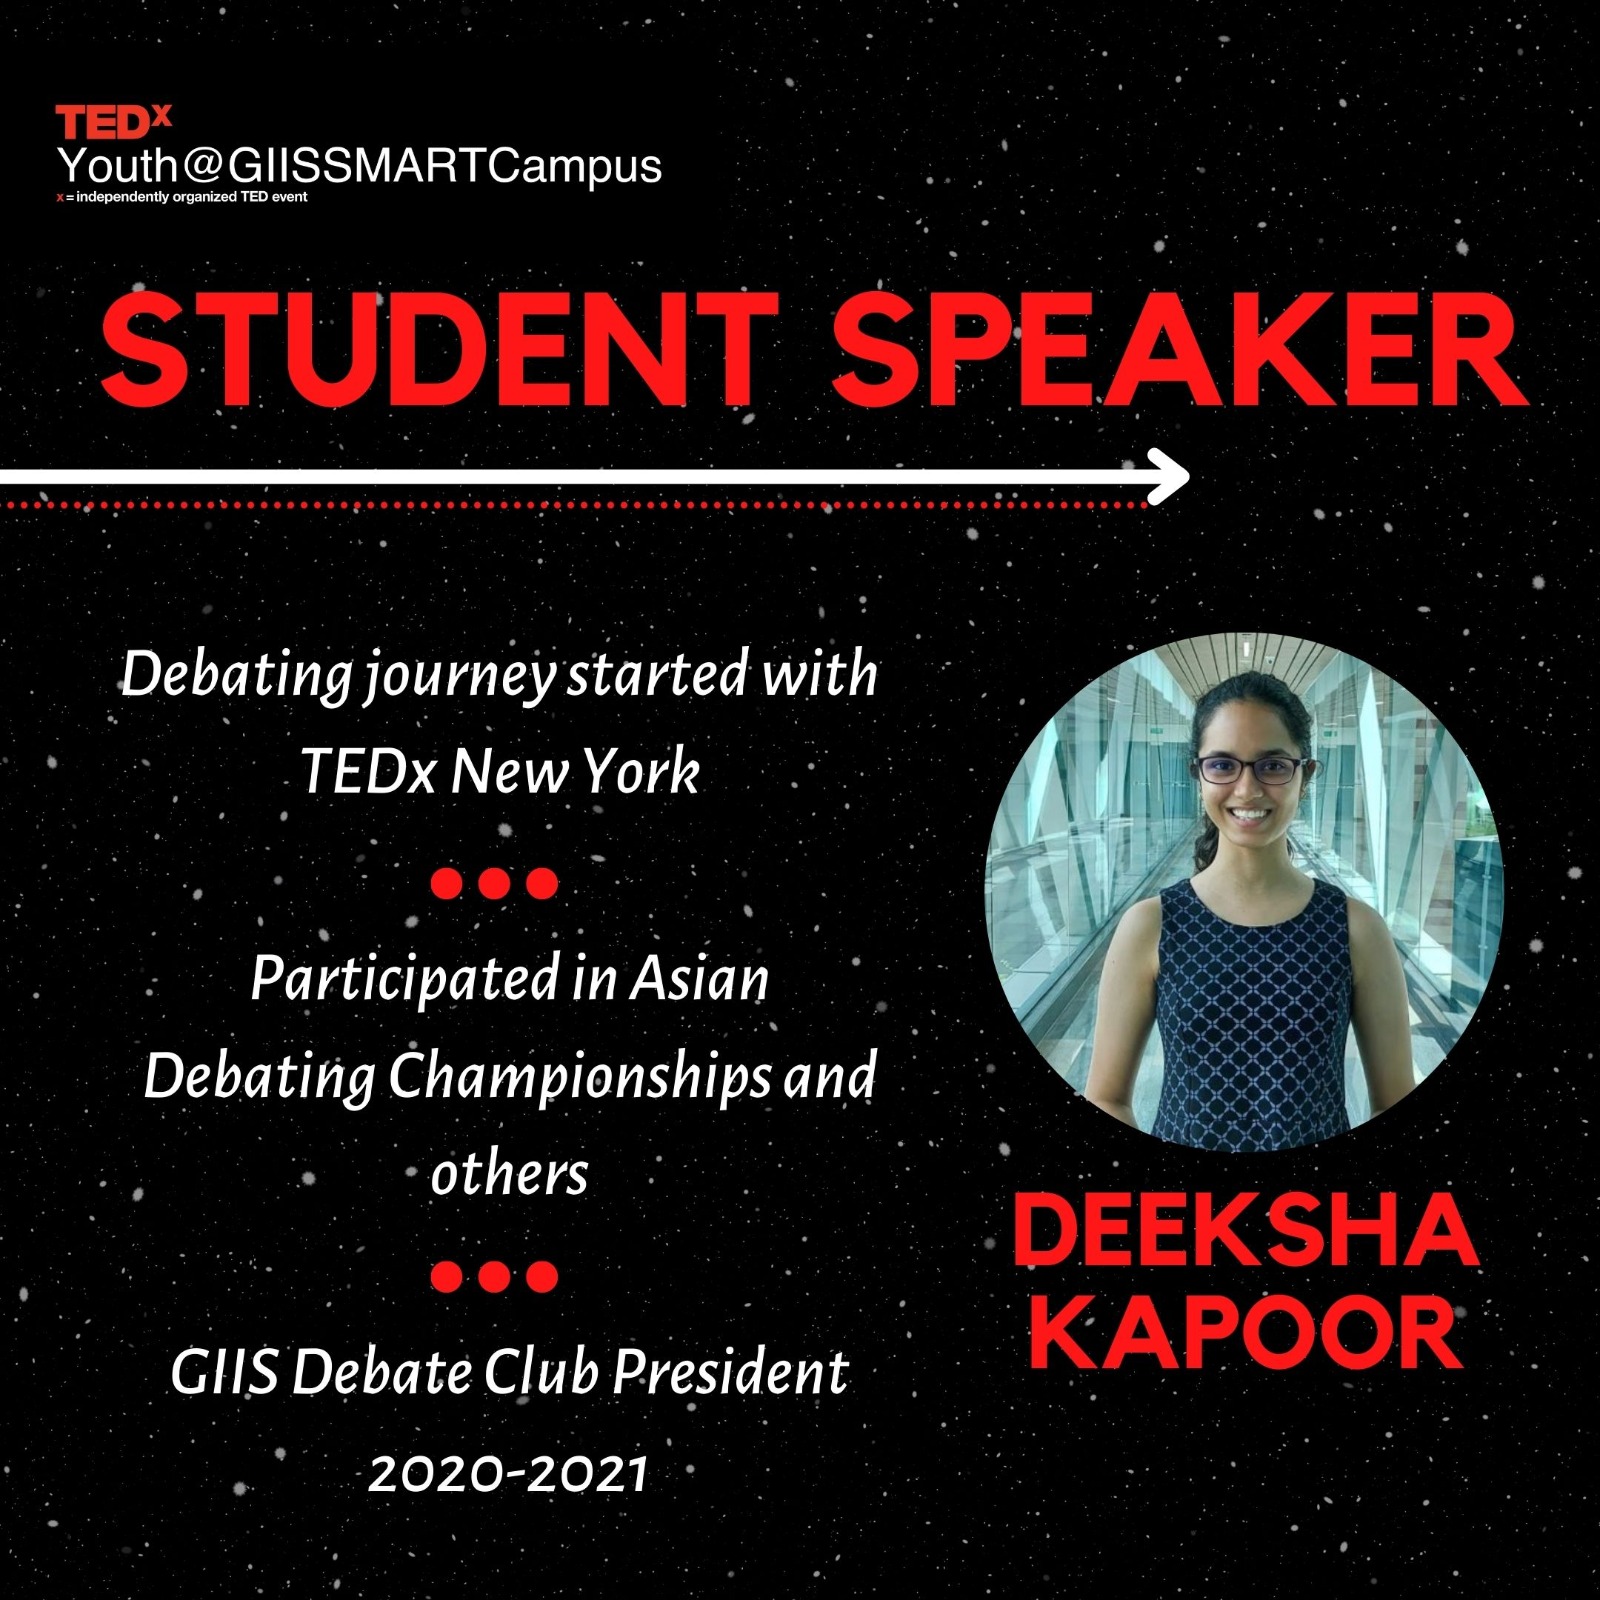 TEDx
Youth@GIISSMARTCampus
x = independently organized TED event
STUDENT SPEAKER
Debating journey started with
TEDx New York
Participated in Asian
Debating Championships and
others
GIIS Debate Club President
2020-2021
DEEKSHA
KAPOOR